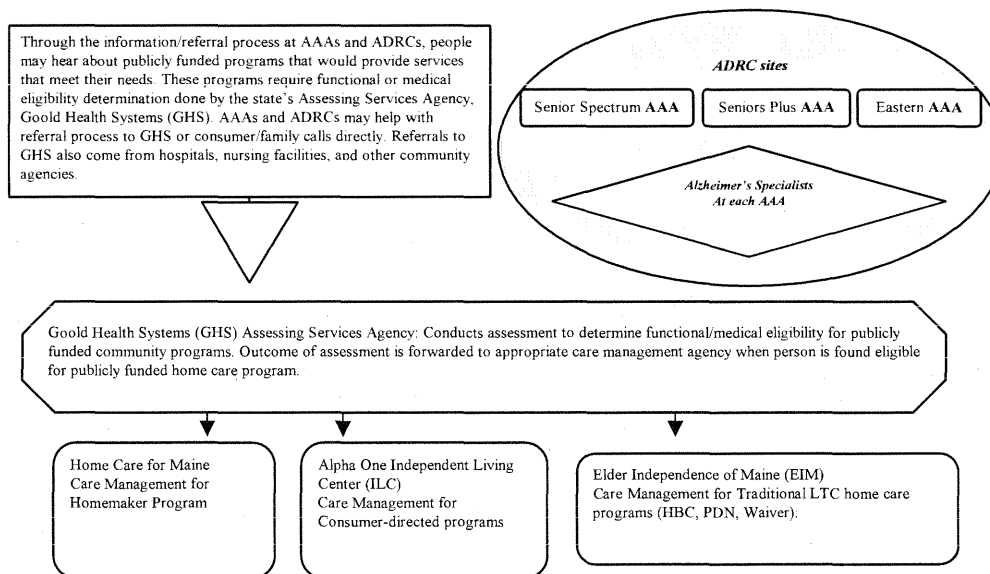 Through the information/referral process at AAAs and ADRCs, people
may hear about publicly funded programs that would provide services
that meet their needs. These programs require functional or medical
eligibility determination done by the state's Assessing Services Agency,
Goold Health Systems (GHS). AAAs and ADRCs may help with
referral process to GHS or consumer/family calls directly. Referrals to
GHS also come from hospitals, nursing facilities, and other community
agencies.
ADRC sites
Senior Spectrum AAA
Seniors Plus AAA
Eastern AAA
Alzheimer's Specialists
At each AAA
Goold Health Systems (GHS) Assessing Services Agency: Conducts assessment to determine functional/medical eligibility for publicly
funded community programs. Outcome of assessment is forwarded to appropriate care management agency when person is found eligible
for publicly funded home care program.
Home Care for Maine
Care Management for
Homemaker Program
Alpha One Independent Living
Center (ILC)
Care Management for
Consumer-directed programs
Elder Independence of Maine (EIM)
Care Management for Traditional LTC home care
programs (HBC, PDN, Waiver).